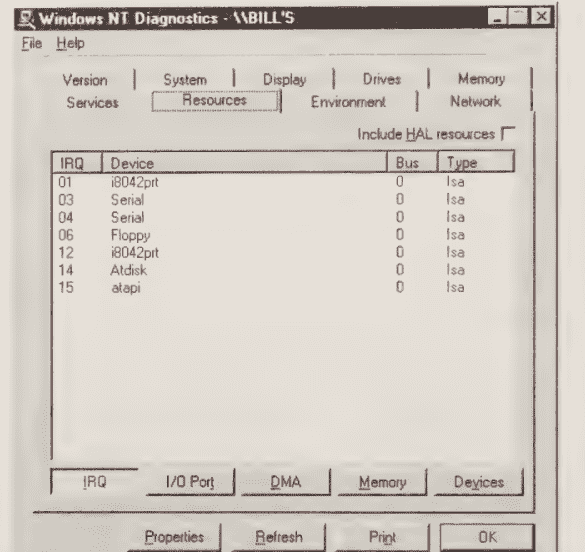 Windows NT Diagnostics - \\BILL'S
File Help
Version System Display Drives Memory
Services Resources Environment Network
Include HAL resources
IRQ Device Bus Type
01 i8042prt 0 Isa
03 Serial 0 Isa
04 Serial 0 Isa
06 Floppy 0 Isa
12 i8042prt 0 Isa
14 Atdisk 0 Isa
15 atapi 0 Isa
IRQ I/O Port DMA Memory Devices
Properties Refresh Print OK